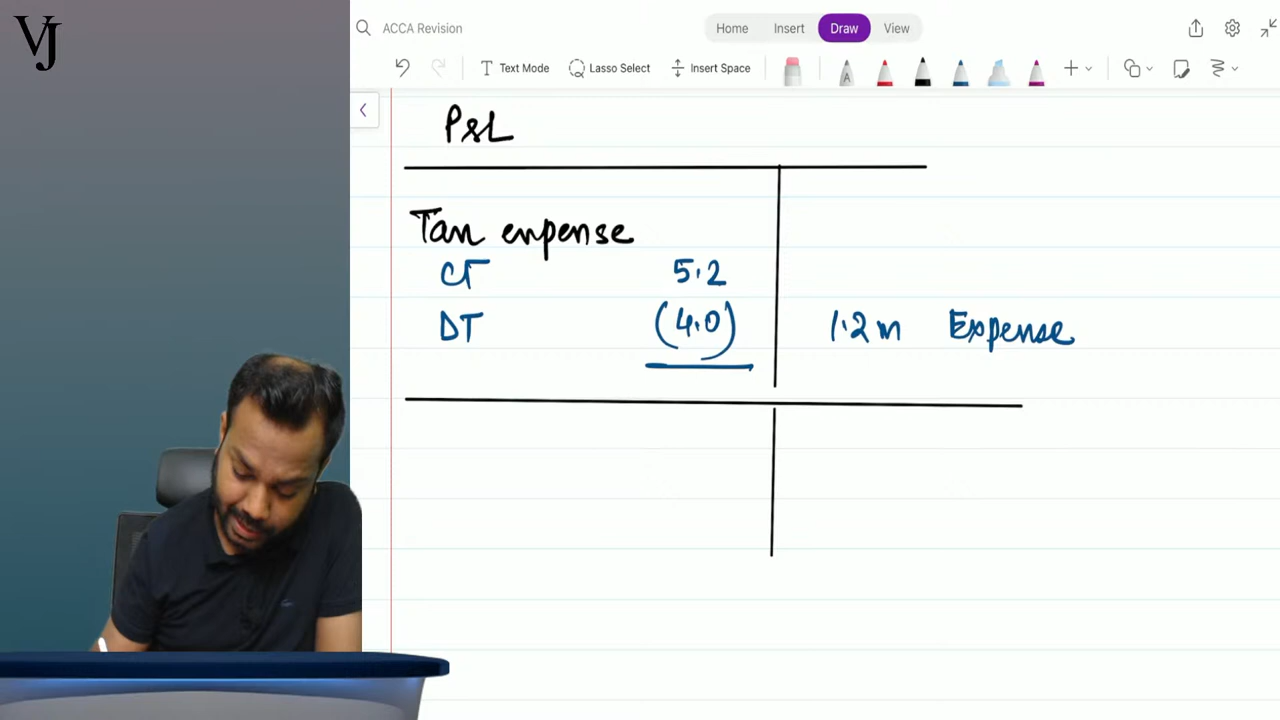 VJ
ACCA Revision
Home Insert Draw View
Text Mode Lasso Select Insert Space
P&L
Tax expense
CT 5.2
DT (4.0) 1.2m Expense